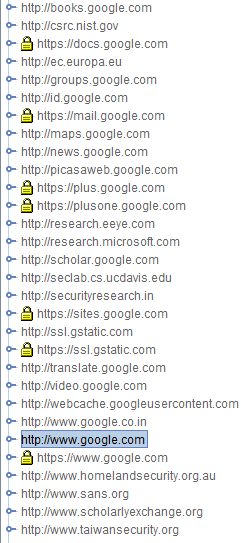 http://books.google.com
http://csrc.nist.gov
https://docs.google.com
http://ec.europa.eu
http://groups.google.com
http://id.google.com
https://mail.google.com
http://maps.google.com
http://news.google.com
http://picasaweb.google.com
https://plus.google.com
https://plusone.google.com
http://research.eeye.com
http://research.microsoft.com
http://scholar.google.com
http://seclab.cs.ucdavis.edu
http://securityresearch.in
https://sites.google.com
http://ssl.gstatic.com
https://ssl.gstatic.com
http://translate.google.com
http://video.google.com
http://webcache.googleusercontent.com
http://www.google.co.in
http://www.google.com
https://www.google.com
http://www.homelandsecurity.org.au
http://www.sans.org
http://www.scholarlyexchange.org
http://www.taiwansecurity.org